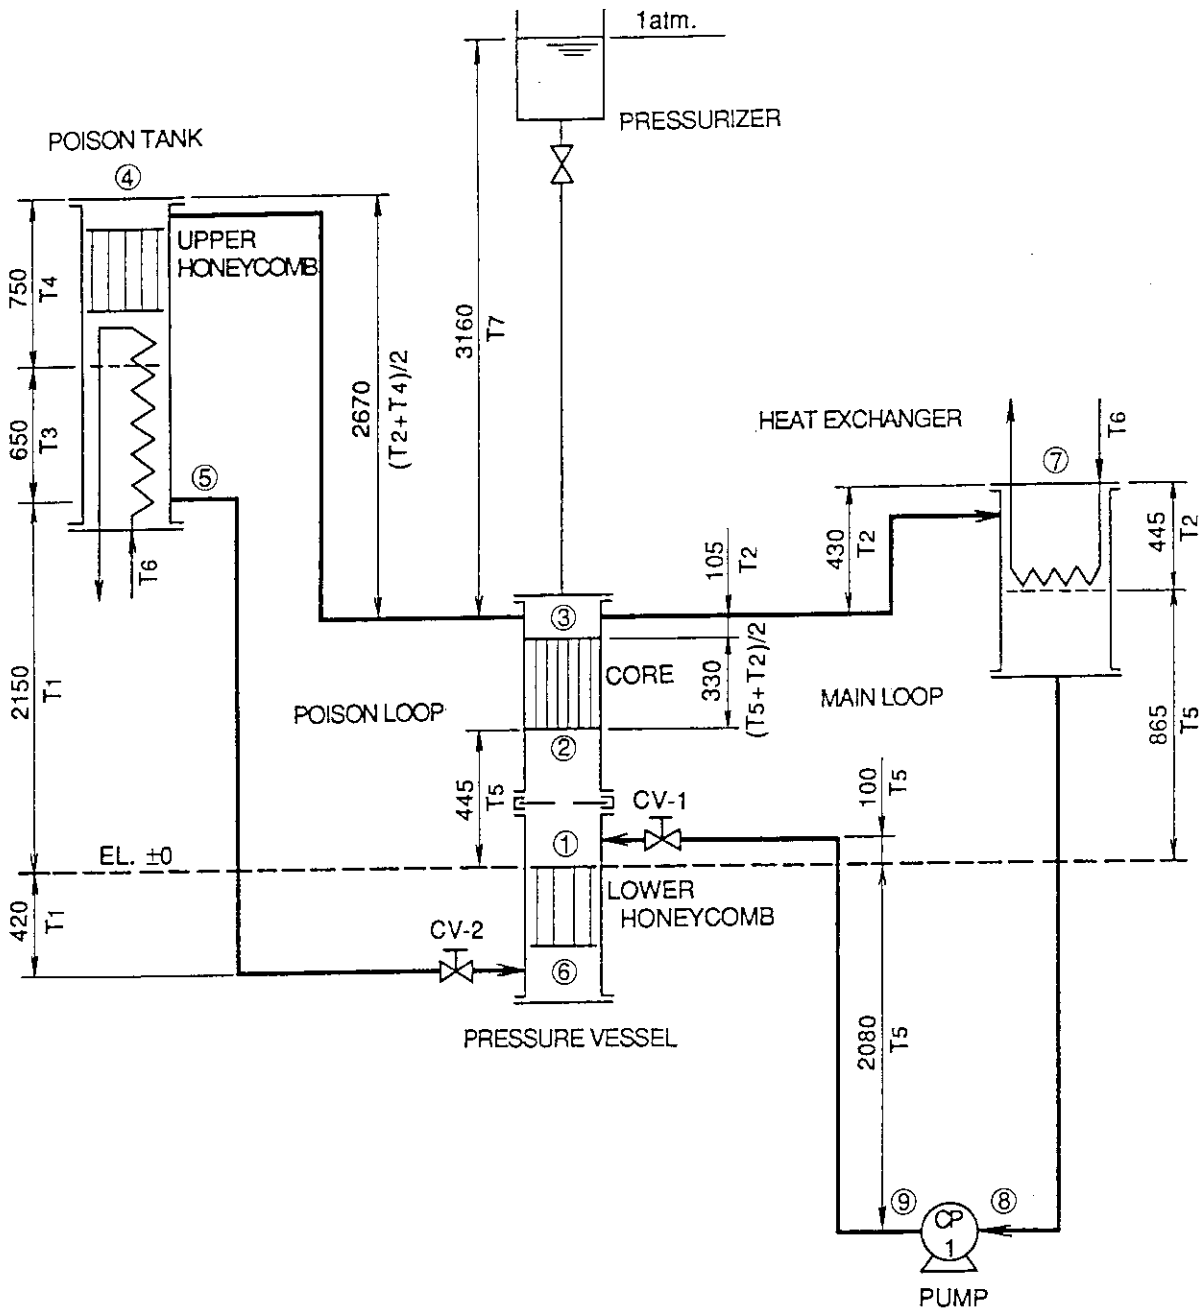 1atm.
PRESSURIZER
POISON TANK
④
UPPER
HONEYCOMB
750
T4
650
T3
2150
T1
420
T1
⑤
T6
2670
(T2+T4)/2
3160
T7
HEAT EXCHANGER
⑦
T6
430
T2
445
T2
105
T2
330
(T5+T2)/2
③
CORE
②
POISON LOOP
MAIN LOOP
865
T5
445
T5
100
T5
CV-1
①
EL. ±0
LOWER
HONEYCOMB
CV-2
⑥
PRESSURE VESSEL
2080
T5
⑨
CP
1
⑧
PUMP